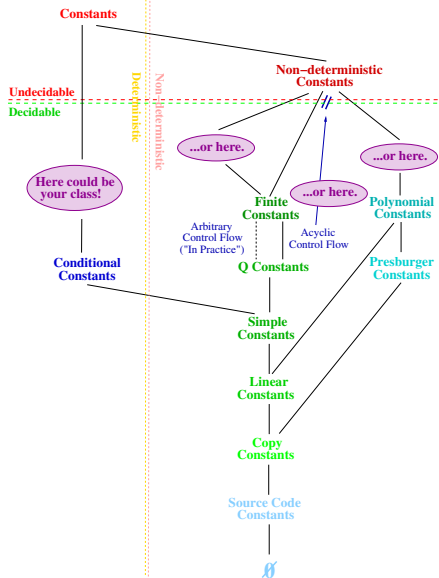 Constants
Non-deterministic
Constants
Undecidable
Decidable
Deterministic
Non-deterministic
...or here.
...or here.
Here could be
your class!
...or here.
Finite
Constants
Polynomial
Constants
Arbitrary
Control Flow
("In Practice")
Acyclic
Control Flow
Conditional
Constants
Q Constants
Presburger
Constants
Simple
Constants
Linear
Constants
Copy
Constants
Source Code
Constants
∅